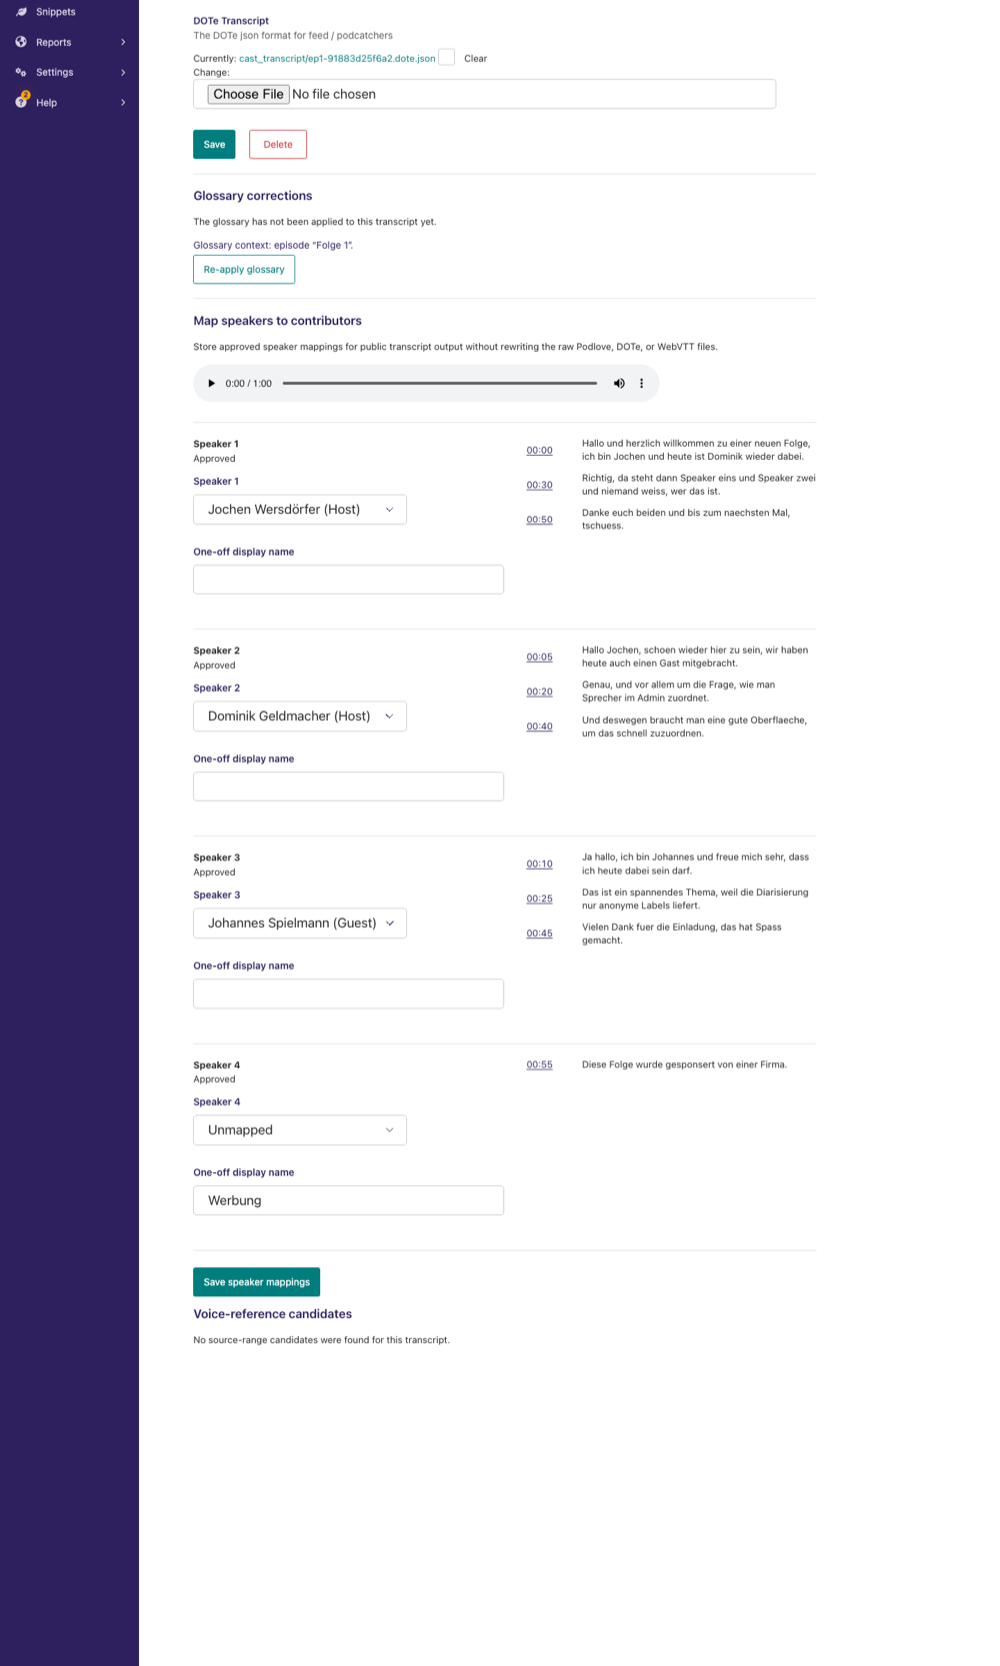 Snippets
Reports
Settings
2
Help
DOTe Transcript
The DOTe json format for feed / podcatchers
Currently: cast_transcript/ep1-91883d25f6a2.dote.json Clear
Change:
Choose File No file chosen
Save Delete
Glossary corrections
The glossary has not been applied to this transcript yet.
Glossary context: episode “Folge 1”.
Re-apply glossary
Map speakers to contributors
Store approved speaker mappings for public transcript output without rewriting the raw Podlove, DOTe, or WebVTT files.
0:00 / 1:00
Speaker 1
Approved
Speaker 1
Jochen Wersdörfer (Host)
One-off display name
00:00 Hallo und herzlich willkommen zu einer neuen Folge,
ich bin Jochen und heute ist Dominik wieder dabei.
00:30 Richtig, da steht dann Speaker eins und Speaker zwei
und niemand weiss, wer das ist.
00:50 Danke euch beiden und bis zum naechsten Mal,
tschuess.
Speaker 2
Approved
Speaker 2
Dominik Geldmacher (Host)
One-off display name
00:05 Hallo Jochen, schoen wieder hier zu sein, wir haben
heute auch einen Gast mitgebracht.
00:20 Genau, und vor allem um die Frage, wie man
Sprecher im Admin zuordnet.
00:40 Und deswegen braucht man eine gute Oberflaeche,
um das schnell zuzuordnen.
Speaker 3
Approved
Speaker 3
Johannes Spielmann (Guest)
One-off display name
00:10 Ja hallo, ich bin Johannes und freue mich sehr, dass
ich heute dabei sein darf.
00:25 Das ist ein spannendes Thema, weil die Diarisierung
nur anonyme Labels liefert.
00:45 Vielen Dank fuer die Einladung, das hat Spass
gemacht.
Speaker 4
Approved
Speaker 4
Unmapped
One-off display name
Werbung
00:55 Diese Folge wurde gesponsert von einer Firma.
Save speaker mappings
Voice-reference candidates
No source-range candidates were found for this transcript.